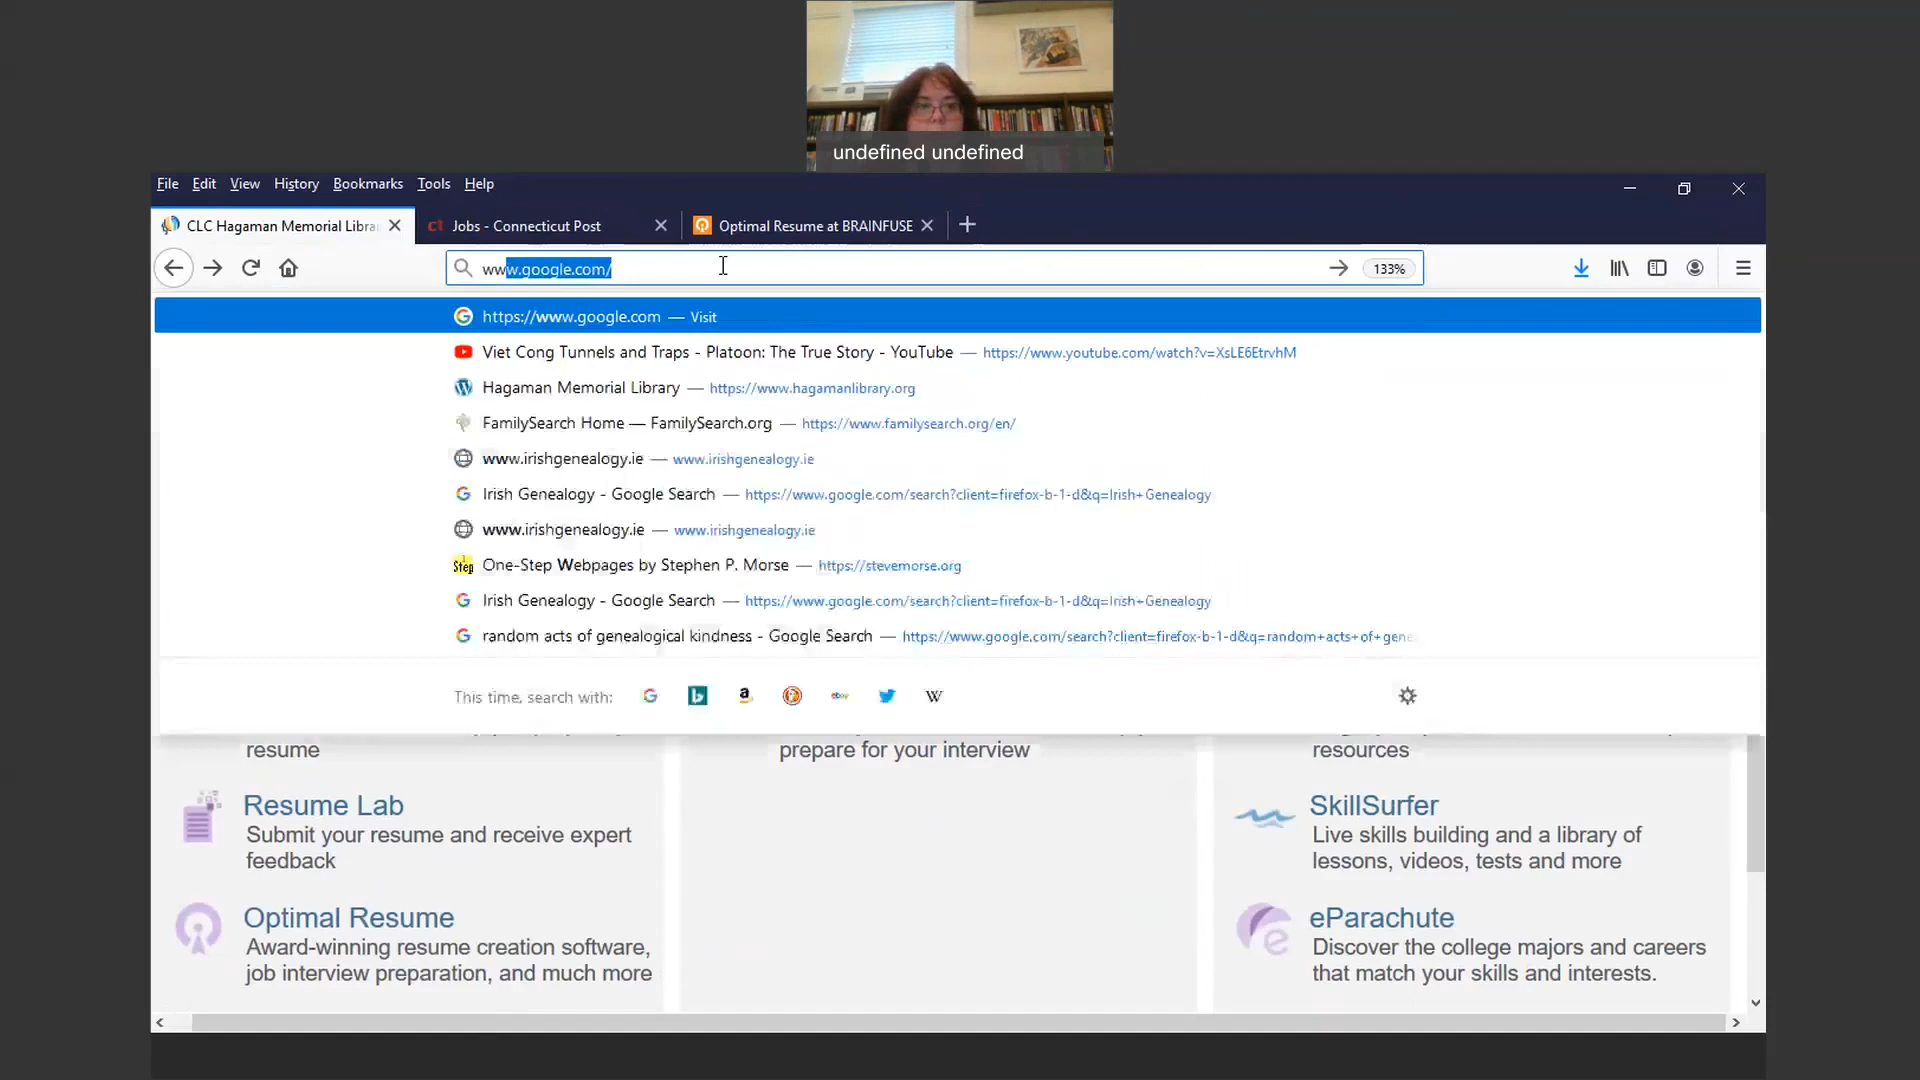 undefined undefined
File Edit View History Bookmarks Tools Help
CLC Hagaman Memorial Libra
ct Jobs - Connecticut Post
Optimal Resume at BRAINFUSE
www.google.com/
133%
https://www.google.com — Visit
Viet Cong Tunnels and Traps - Platoon: The True Story - YouTube — https://www.youtube.com/watch?v=XsLE6EtrvhM
Hagaman Memorial Library — https://www.hagamanlibrary.org
FamilySearch Home — FamilySearch.org — https://www.familysearch.org/en/
www.irishgenealogy.ie — www.irishgenealogy.ie
Irish Genealogy - Google Search — https://www.google.com/search?client=firefox-b-1-d&q=Irish+Genealogy
www.irishgenealogy.ie — www.irishgenealogy.ie
Step One-Step Webpages by Stephen P. Morse — https://stevemorse.org
Irish Genealogy - Google Search — https://www.google.com/search?client=firefox-b-1-d&q=Irish+Genealogy
random acts of genealogical kindness - Google Search — https://www.google.com/search?client=firefox-b-1-d&q=random+acts+of+gene
This time, search with:
resume
prepare for your interview
resources
Resume Lab
Submit your resume and receive expert
feedback
SkillSurfer
Live skills building and a library of
lessons, videos, tests and more
Optimal Resume
Award-winning resume creation software,
job interview preparation, and much more
eParachute
Discover the college majors and careers
that match your skills and interests.